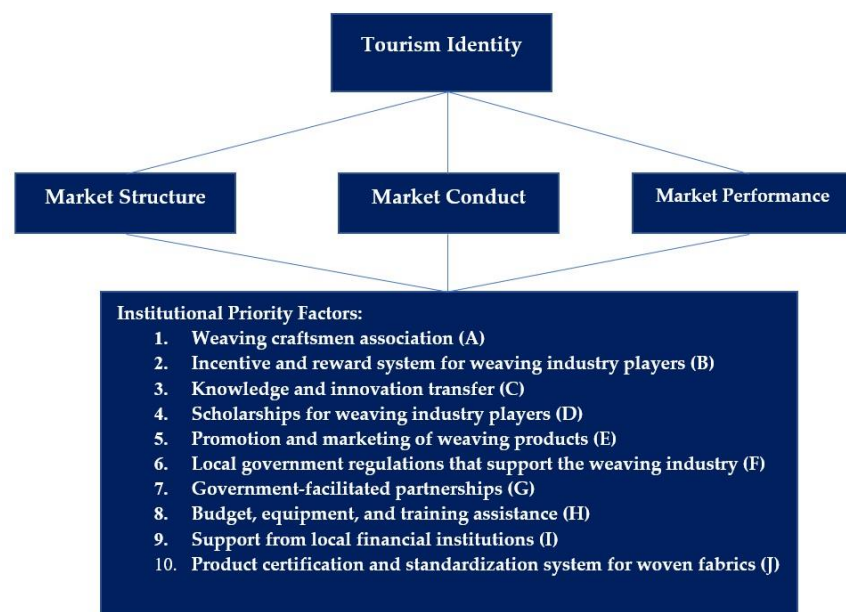 Tourism Identity
Market Structure
Market Conduct
Market Performance
Institutional Priority Factors:
1. Weaving craftsmen association (A)
2. Incentive and reward system for weaving industry players (B)
3. Knowledge and innovation transfer (C)
4. Scholarships for weaving industry players (D)
5. Promotion and marketing of weaving products (E)
6. Local government regulations that support the weaving industry (F)
7. Government-facilitated partnerships (G)
8. Budget, equipment, and training assistance (H)
9. Support from local financial institutions (I)
10. Product certification and standardization system for woven fabrics (J)